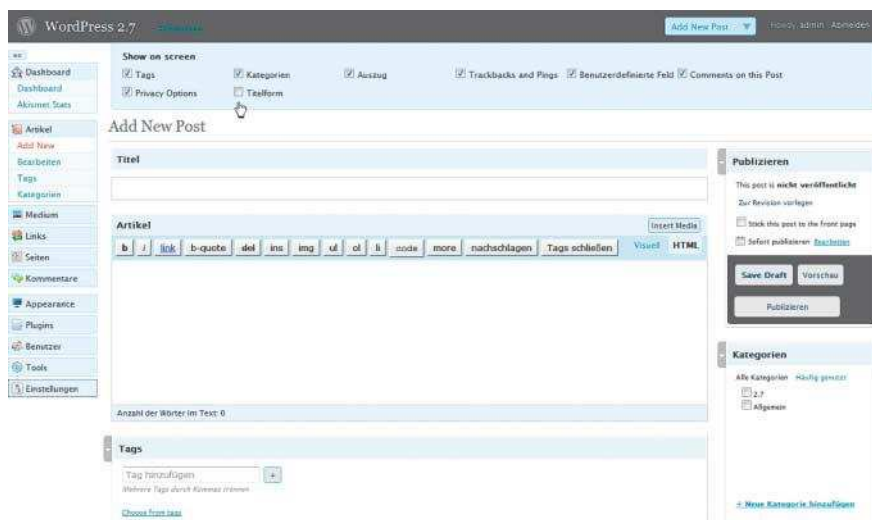 WordPress 2.7
Add New Post
Howdy, admin Abmelden
Show on screen
Tags
Kategorien
Auszug
Trackbacks and Pings
Benutzerdefinierte Feld
Comments on this Post
Privacy Options
Titelform
Dashboard
Dashboard
Akismet Stats
Artikel
Add New
Bearbeiten
Tags
Kategorien
Medium
Links
Seiten
Kommentare
Appearance
Plugins
Benutzer
Tools
Einstellungen
Add New Post
Titel
Artikel
Insert Media
b i link b-quote del ins img ul ol li code more nachschlagen Tags schließen
Visuell HTML
Anzahl der Wörter im Text: 0
Tags
Tag hinzufügen +
Mehrere Tags durch Kommas trennen
Choose from tags
Publizieren
This post is nicht veröffentlicht
Zur Revision vorlegen
Stick this post to the front page
Sofort publizieren Bearbeiten
Save Draft Vorschau
Publizieren
Kategorien
Alle Kategorien Häufig genutzt
2.7
Allgemein
+ Neue Kategorie hinzufügen